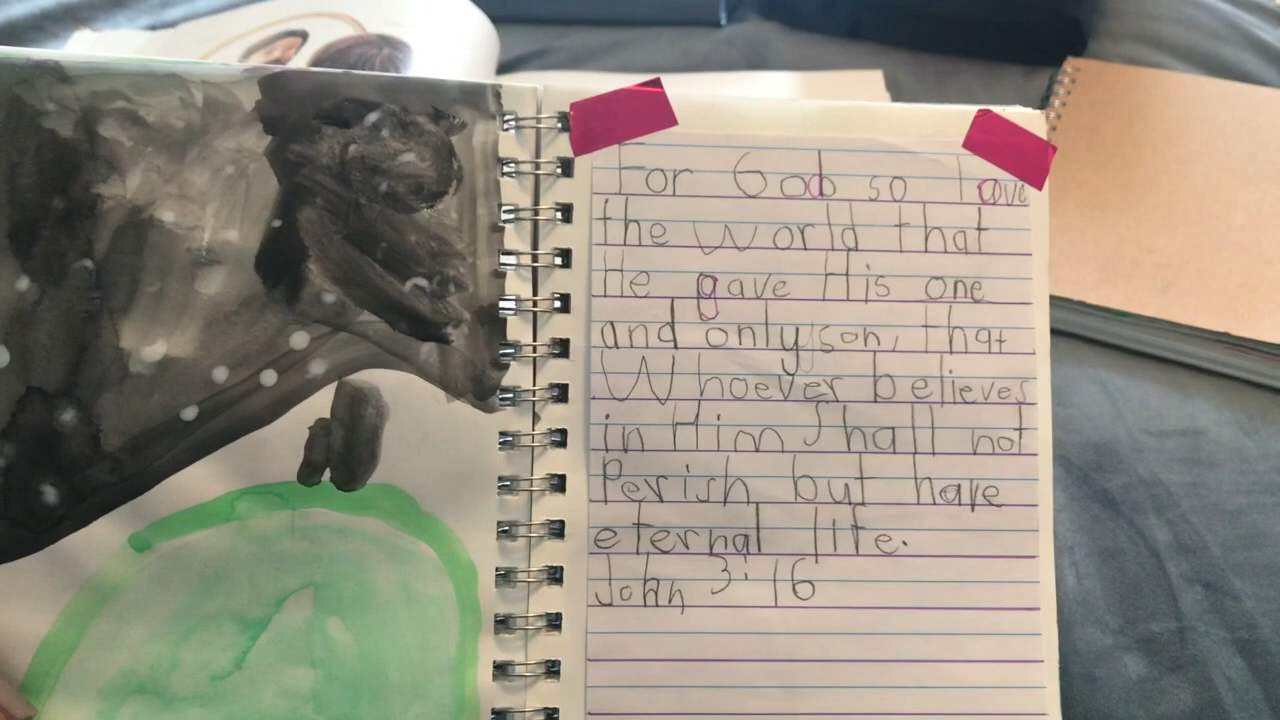 For God so love
the world that
He gave His one
and only son, that
Whoever believes
in Him Shall not
Perish but have
eternal life.
John 3:16